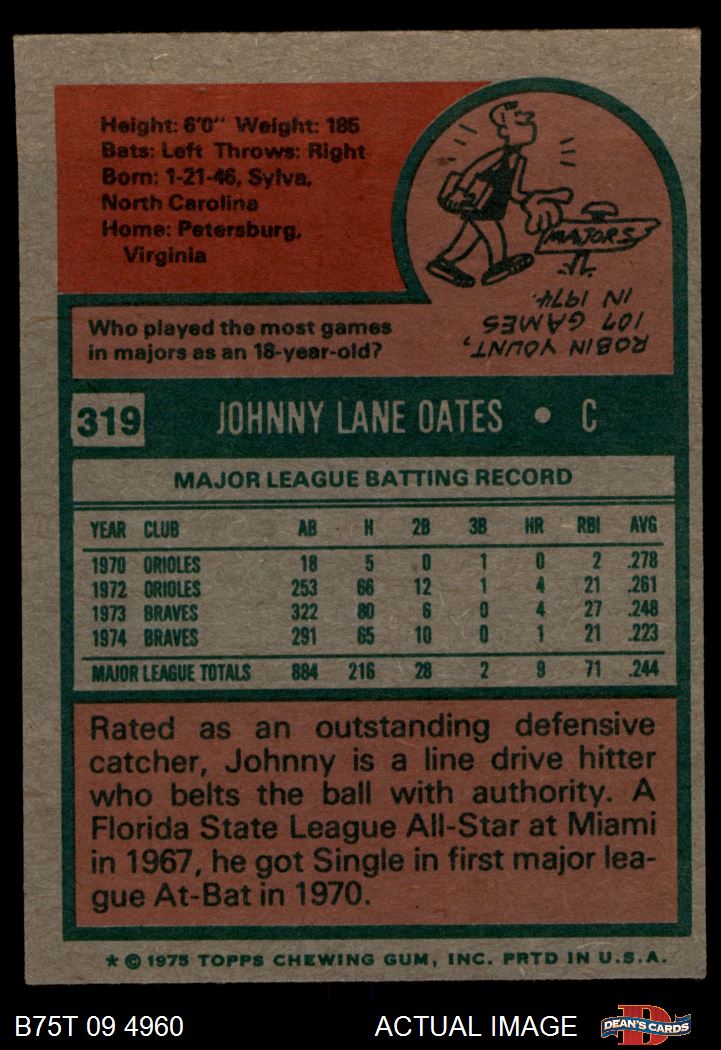 Height: 6'0" Weight: 185
Bats: Left Throws: Right
Born: 1-21-46, Sylva,
North Carolina
Home: Petersburg,
Virginia
MAJORS
Who played the most games
in majors as an 18-year-old?
ROBIN YOUNT,
107 GAMES
IN 1974.
319 JOHNNY LANE OATES • C
MAJOR LEAGUE BATTING RECORD
YEAR CLUB AB H 2B 3B HR RBI AVG
1970 ORIOLES 18 5 0 1 0 2 .278
1972 ORIOLES 253 66 12 1 4 21 .261
1973 BRAVES 322 80 6 0 4 27 .248
1974 BRAVES 291 65 10 0 1 21 .223
MAJOR LEAGUE TOTALS 884 216 28 2 9 71 .244
Rated as an outstanding defensive
catcher, Johnny is a line drive hitter
who belts the ball with authority. A
Florida State League All-Star at Miami
in 1967, he got Single in first major lea-
gue At-Bat in 1970.
* © 1975 TOPPS CHEWING GUM, INC. PRTD IN U.S.A.
B75T 09 4960 ACTUAL IMAGE D DEAN'S CARDS